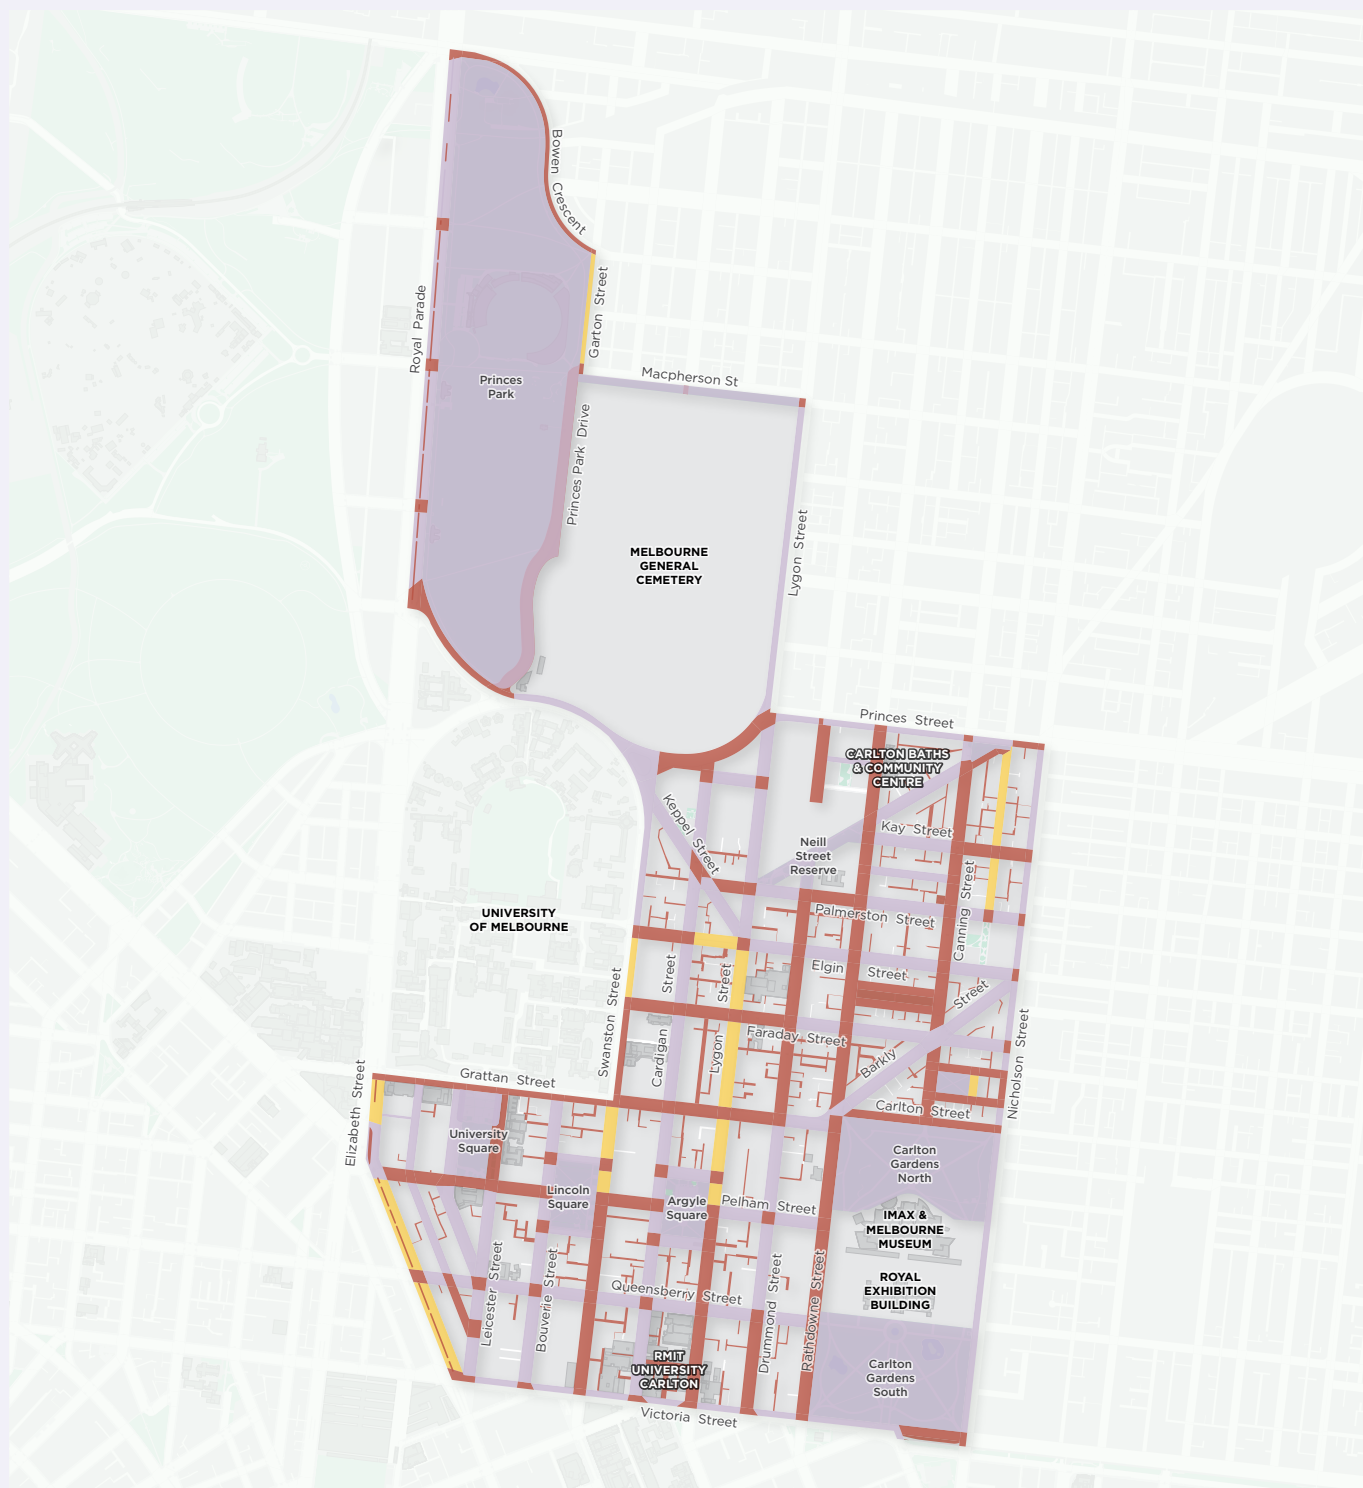 Bowen Crescent
Royal Parade
Garton Street
Princes
Park
Macpherson St
Princes Park Drive
MELBOURNE
GENERAL
CEMETERY
Lygon Street
Princes Street
CARLTON BATHS
& COMMUNITY
CENTRE
Keppel Street
Kay Street
Neill
Street
Reserve
Canning Street
Palmerston Street
UNIVERSITY
OF MELBOURNE
Elgin Street
Swanston Street
Cardigan Street
Lygon Street
Faraday Street
Barkly Street
Nicholson Street
Grattan Street
Elizabeth Street
Carlton Street
University
Square
Carlton
Gardens
North
Lincoln
Square
Argyle
Square
Pelham Street
IMAX &
MELBOURNE
MUSEUM
Leicester Street
Bouverie Street
Queensberry Street
Drummond Street
Rathdowne Street
ROYAL
EXHIBITION
BUILDING
RMIT
UNIVERSITY
CARLTON
Carlton
Gardens
South
Victoria Street